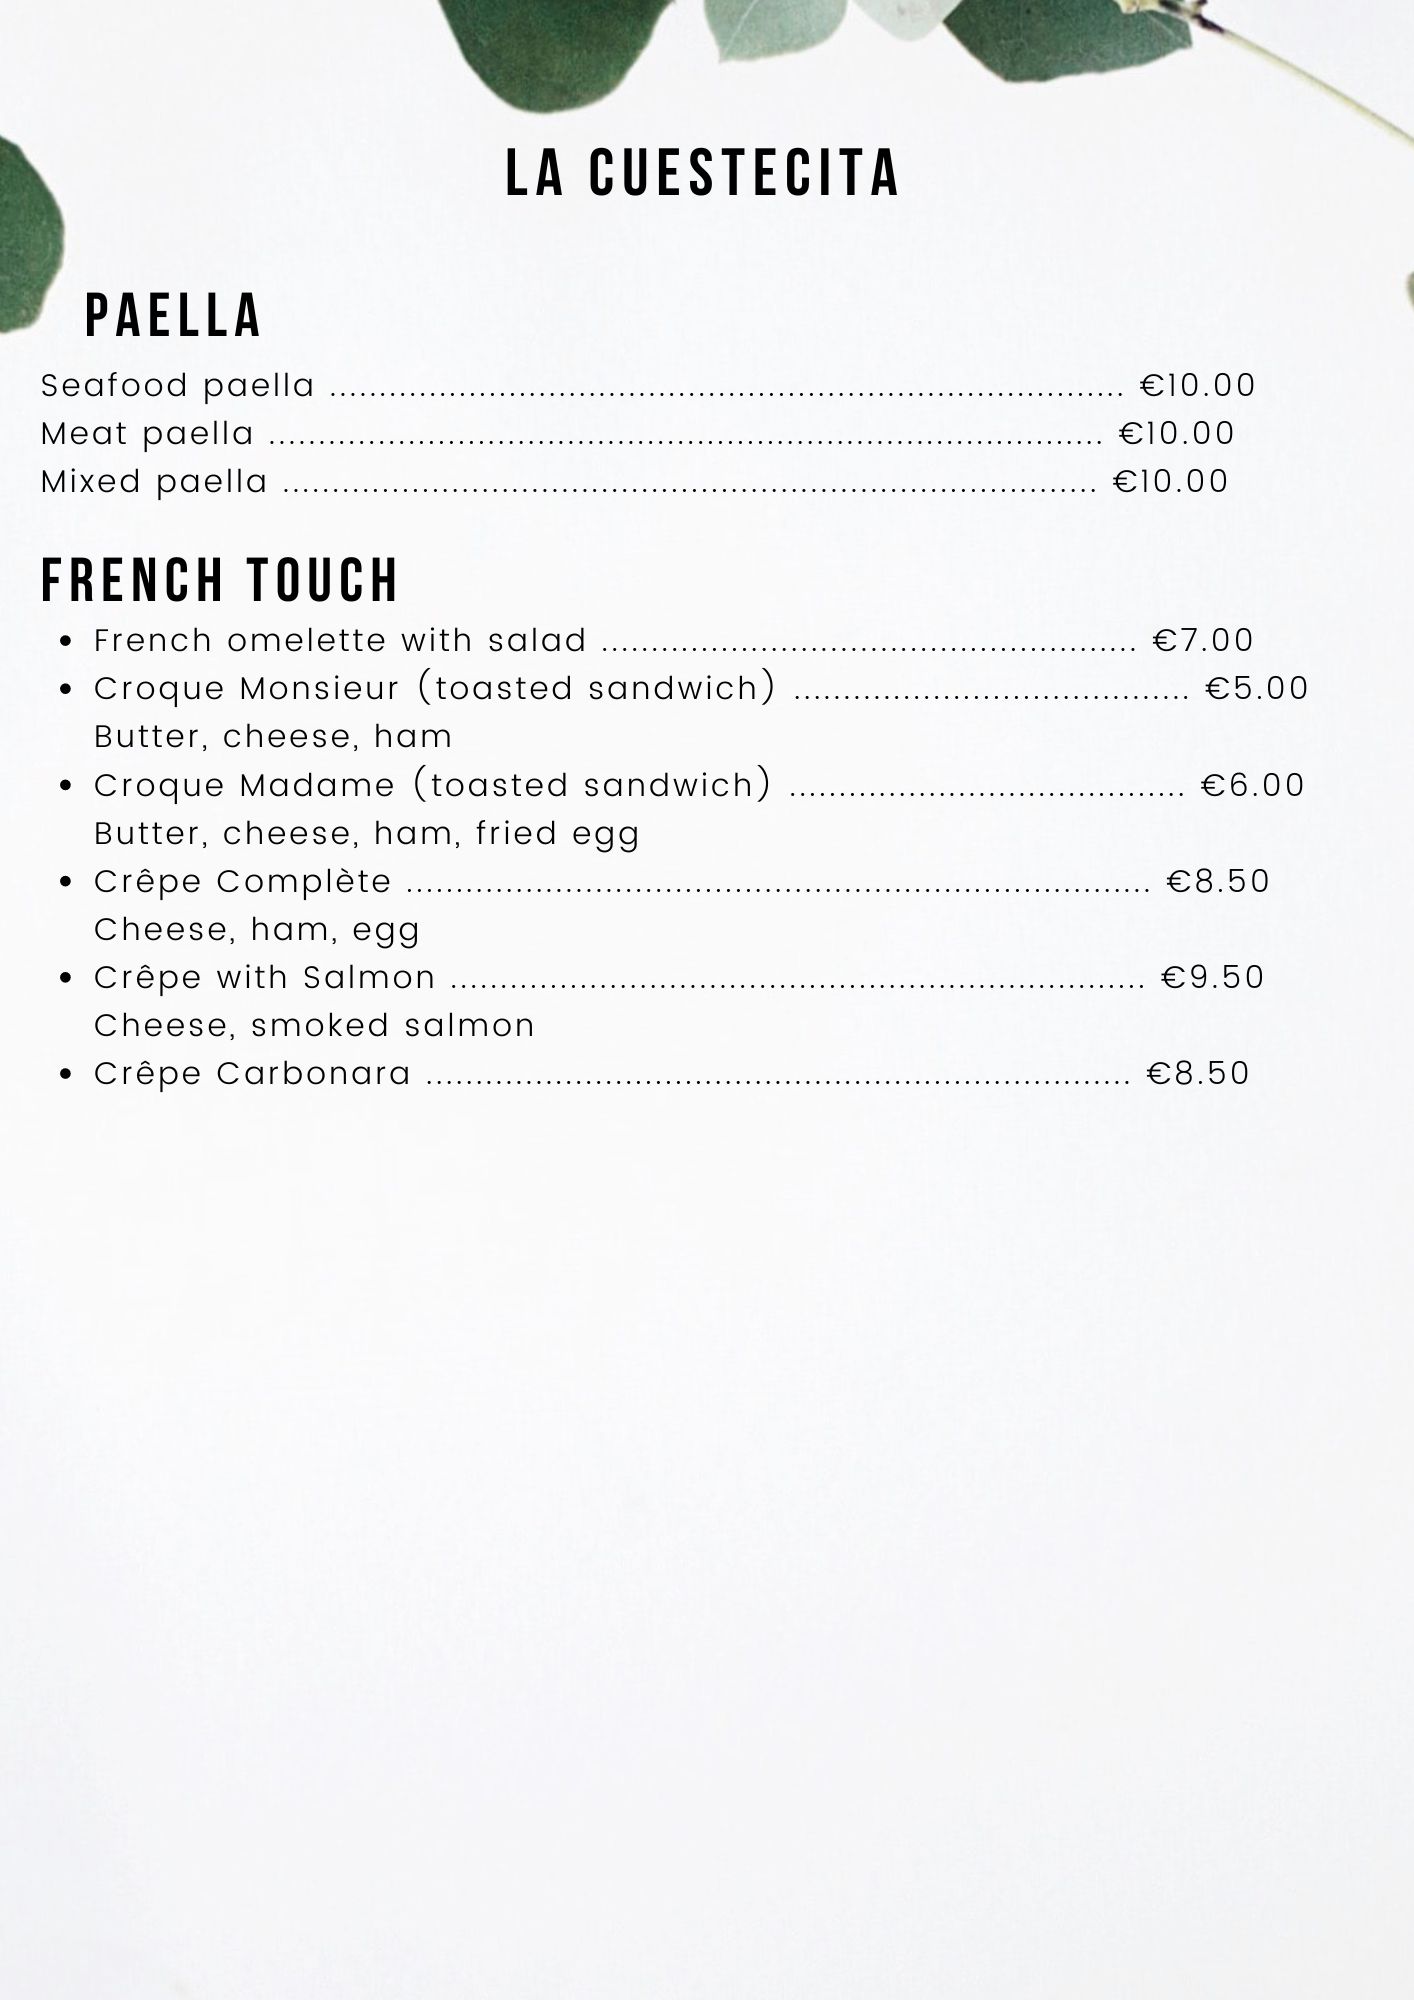 LA CUESTECITA
PAELLA
Seafood paella ................................................................................ €10.00
Meat paella .................................................................................... €10.00
Mixed paella .................................................................................. €10.00
FRENCH TOUCH
• French omelette with salad ...................................................... €7.00
• Croque Monsieur (toasted sandwich) ........................................ €5.00
Butter, cheese, ham
• Croque Madame (toasted sandwich) ........................................ €6.00
Butter, cheese, ham, fried egg
• Crêpe Complète ........................................................................... €8.50
Cheese, ham, egg
• Crêpe with Salmon ...................................................................... €9.50
Cheese, smoked salmon
• Crêpe Carbonara ....................................................................... €8.50